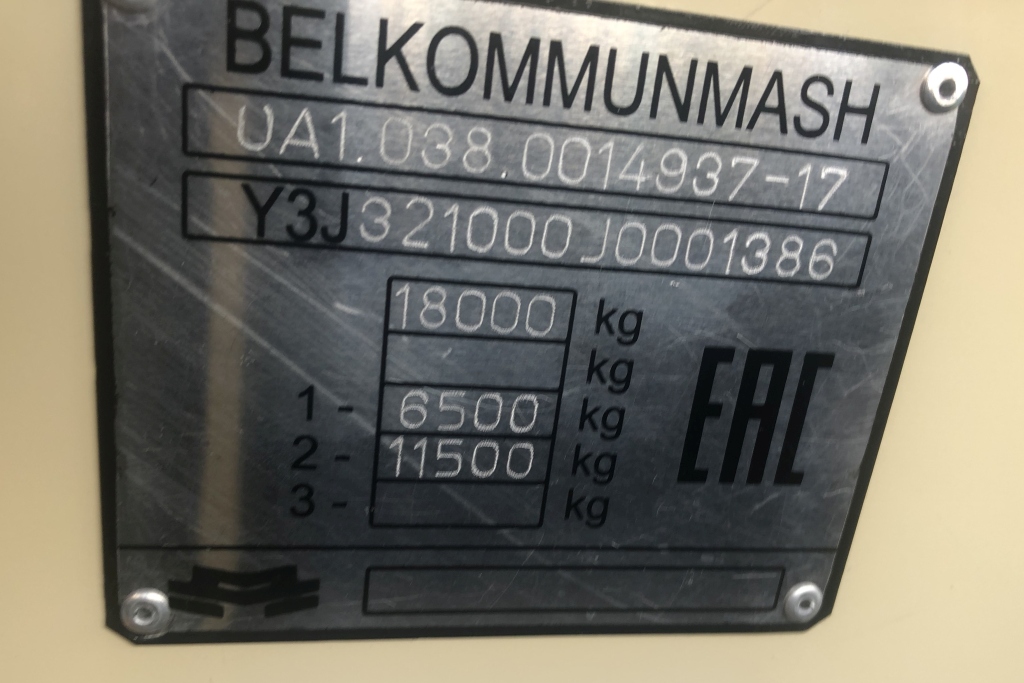 BELKOMMUNMASH
UA1.038.0014937-17
Y3J321000J0001386
18000 kg
kg
1 - 6500 kg
2 - 11500 kg
3 - kg
EAC